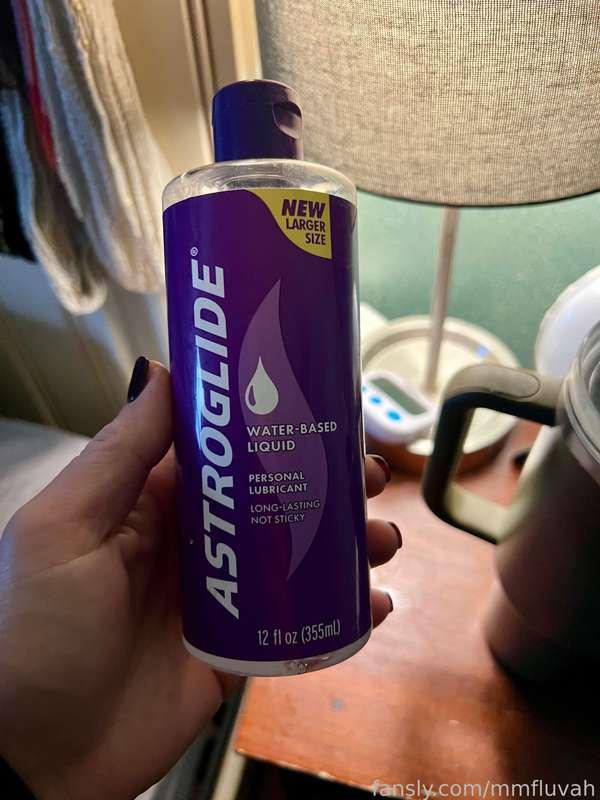 NEW
LARGER
SIZE
ASTROGLIDE®
WATER-BASED
LIQUID
PERSONAL
LUBRICANT
LONG-LASTING
NOT STICKY
12 fl oz (355mL)
fansly.com/mmfluvah